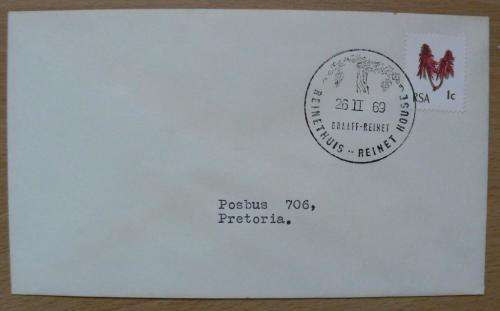 REINETHUIS - REINET HOUSE
26 II 69
GRAAFF-REINET
RSA 1c
Posbus 706,
Pretoria.